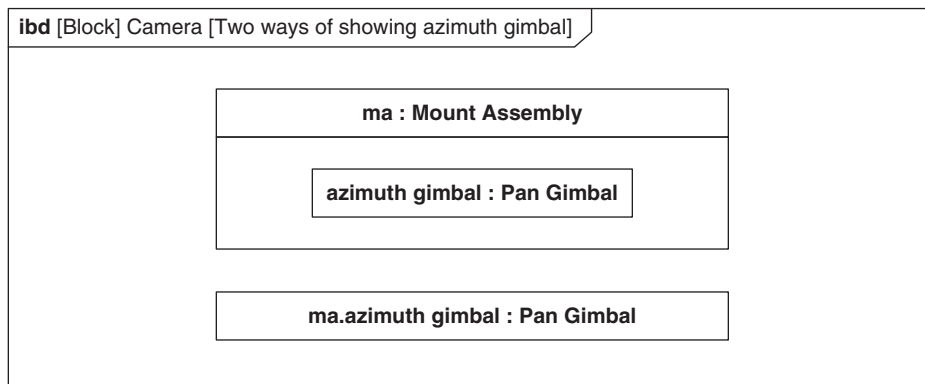 ibd [Block] Camera [Two ways of showing azimuth gimbal]
ma : Mount Assembly
azimuth gimbal : Pan Gimbal
ma.azimuth gimbal : Pan Gimbal